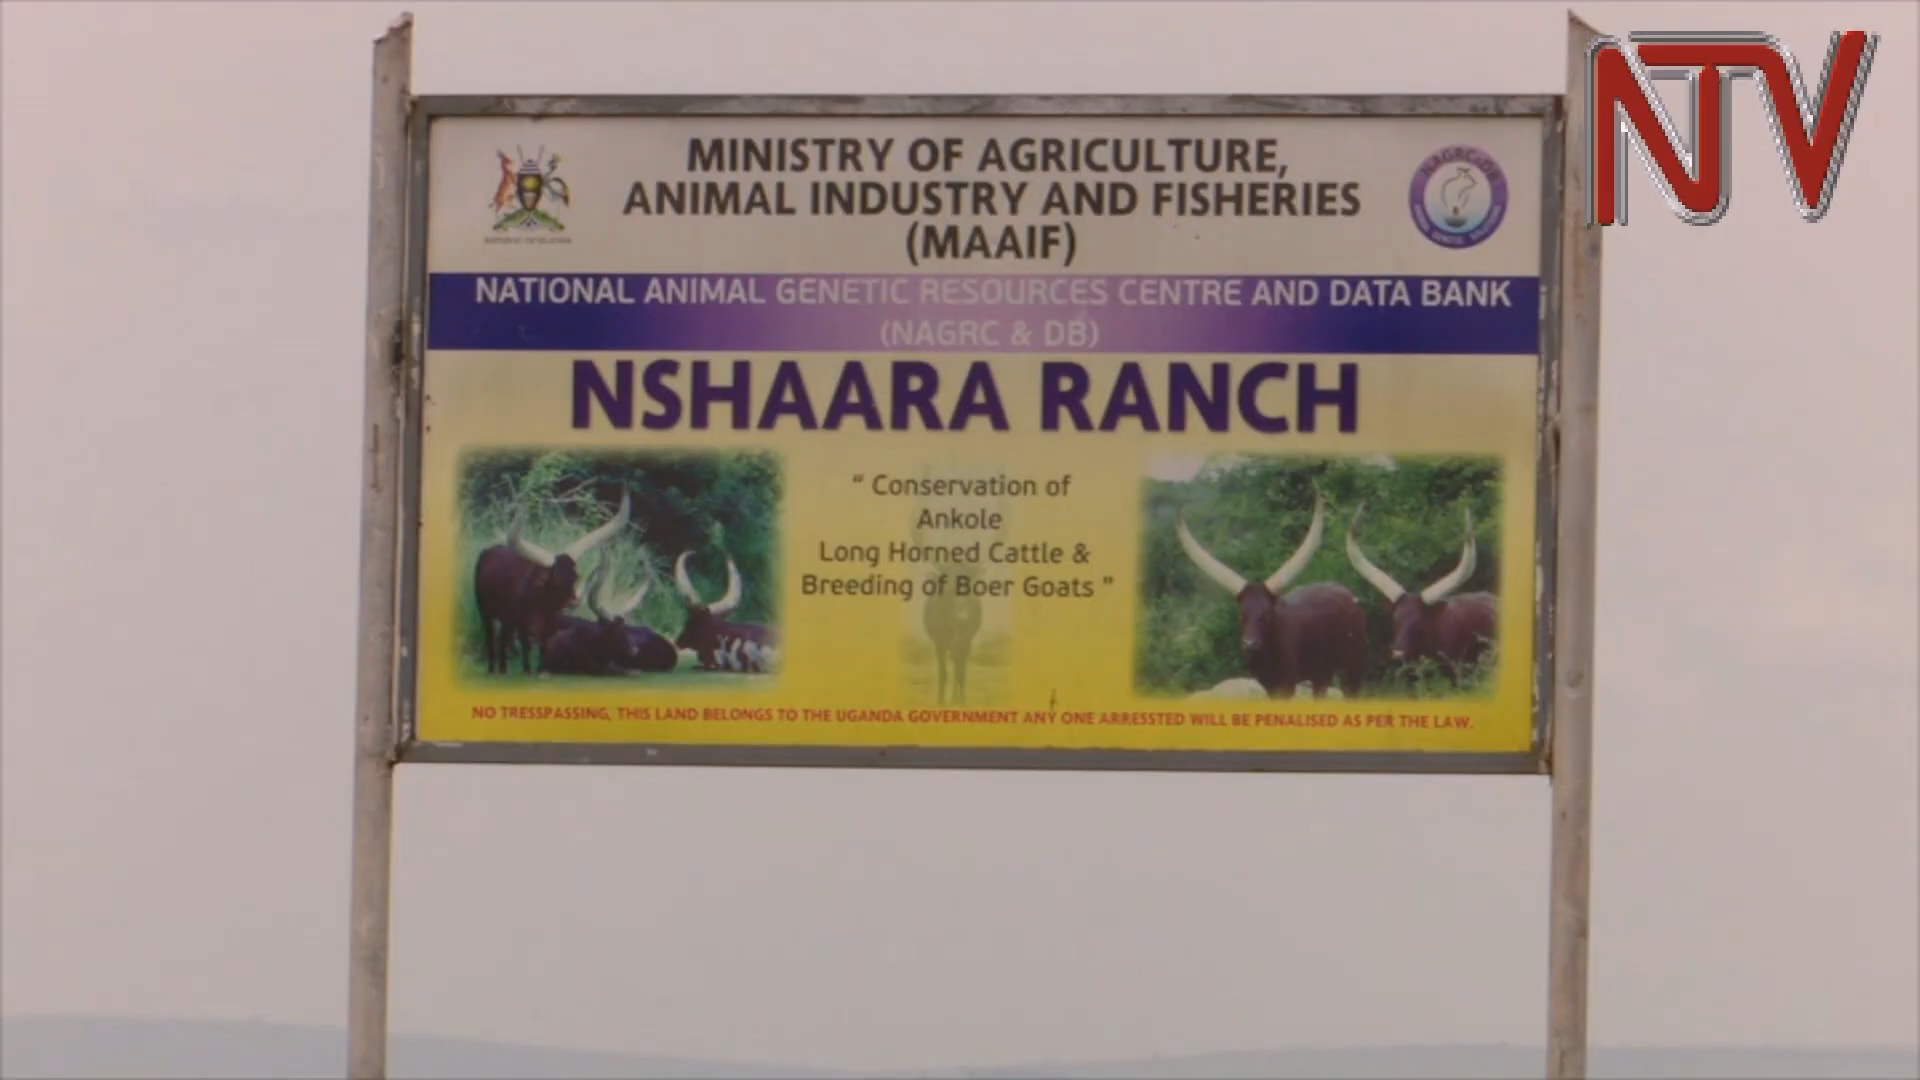 NTV
MINISTRY OF AGRICULTURE,
ANIMAL INDUSTRY AND FISHERIES
(MAAIF)
NAGRC & DB
NATIONAL ANIMAL GENETIC RESOURCES CENTRE AND DATA BANK
(NAGRC & DB)
NSHAARA RANCH
“ Conservation of
Ankole
Long Horned Cattle &
Breeding of Boer Goats ”
NO TRESSPASSING, THIS LAND BELONGS TO THE UGANDA GOVERNMENT ANY ONE ARRESSTED WILL BE PENALISED AS PER THE LAW.